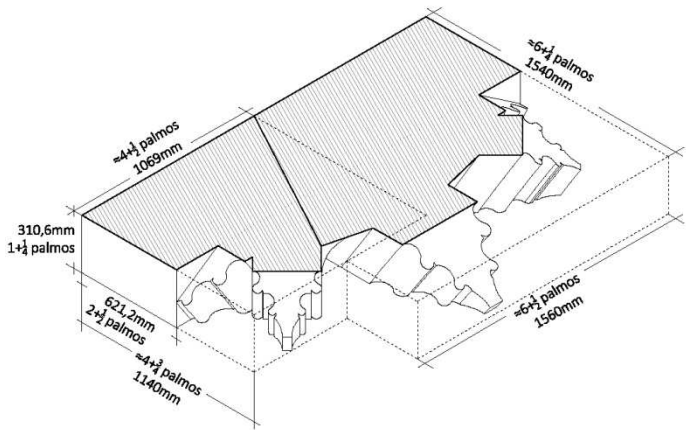 ≈6+1/4 palmos
1540mm
≈4+1/2 palmos
1069mm
310,6mm
1+1/4 palmos
621,2mm
2+1/2 palmos
≈4+3/4 palmos
1140mm
≈6+1/2 palmos
1560mm